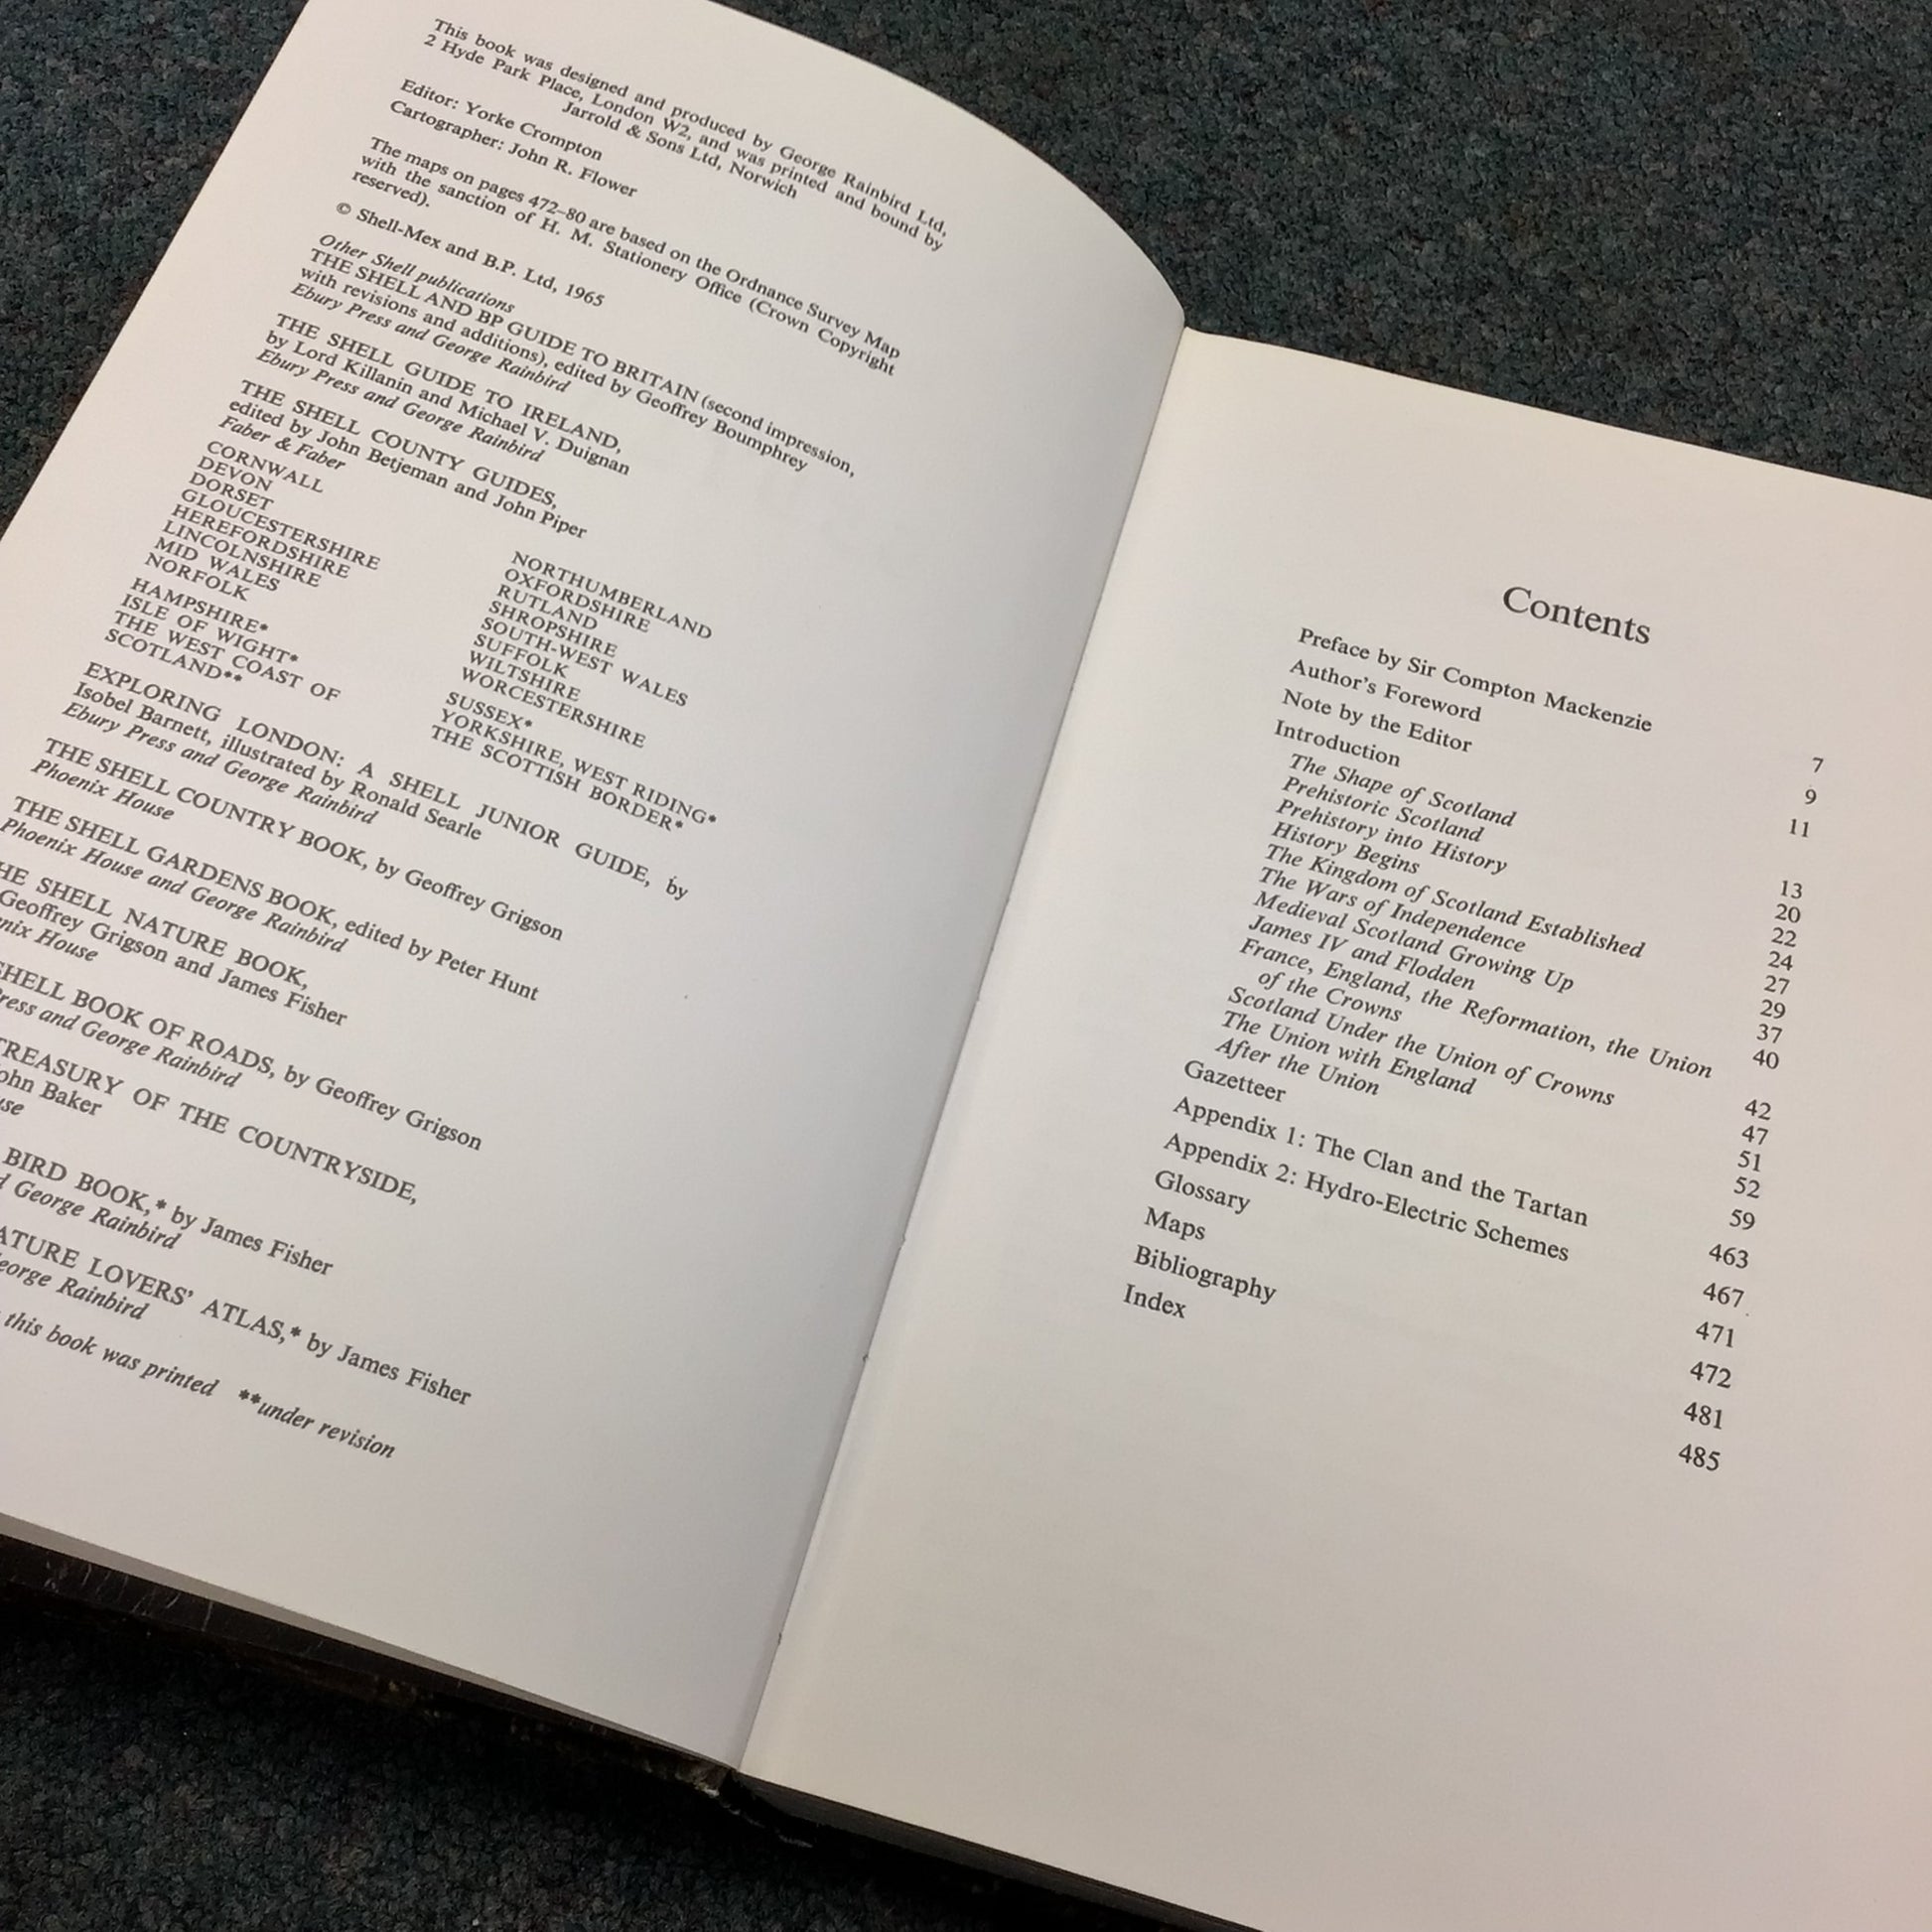 This book was designed and produced by George Rainbird Ltd,
2 Hyde Park Place, London W2, and was printed and bound by
Jarrold & Sons Ltd, Norwich
Editor: Yorke Crompton
Cartographer: John R. Flower
The maps on pages 472–80 are based on the Ordnance Survey Map
with the sanction of H. M. Stationery Office (Crown Copyright
reserved).
© Shell-Mex and B.P. Ltd, 1965
Other Shell publications
THE SHELL AND BP GUIDE TO BRITAIN (second impression,
with revisions and additions), edited by Geoffrey Boumphrey
Ebury Press and George Rainbird
THE SHELL GUIDE TO IRELAND,
by Lord Killanin and Michael V. Duignan
Ebury Press and George Rainbird
THE SHELL COUNTY GUIDES,
edited by John Betjeman and John Piper
Faber & Faber
CORNWALL
DEVON
DORSET
GLOUCESTERSHIRE
HEREFORDSHIRE
LINCOLNSHIRE
MID WALES
NORFOLK
HAMPSHIRE*
ISLE OF WIGHT*
THE WEST COAST OF
SCOTLAND**
NORTHUMBERLAND
OXFORDSHIRE
RUTLAND
SHROPSHIRE
SOUTH-WEST WALES
SUFFOLK
WILTSHIRE
WORCESTERSHIRE
SUSSEX*
YORKSHIRE, WEST RIDING*
THE SCOTTISH BORDER*
EXPLORING LONDON: A SHELL JUNIOR GUIDE, by
Isobel Barnett, illustrated by Ronald Searle
Ebury Press and George Rainbird
THE SHELL COUNTRY BOOK, by Geoffrey Grigson
Phoenix House
THE SHELL GARDENS BOOK, edited by Peter Hunt
Phoenix House and George Rainbird
HE SHELL NATURE BOOK,
Geoffrey Grigson and James Fisher
nix House
SHELL BOOK OF ROADS, by Geoffrey Grigson
ress and George Rainbird
TREASURY OF THE COUNTRYSIDE,
ohn Baker
use
BIRD BOOK,* by James Fisher
d George Rainbird
ATURE LOVERS' ATLAS,* by James Fisher
eorge Rainbird
this book was printed **under revision
Contents
Preface by Sir Compton Mackenzie 7
Author's Foreword 9
Note by the Editor 11
Introduction
The Shape of Scotland 13
Prehistoric Scotland 20
Prehistory into History 22
History Begins 24
The Kingdom of Scotland Established 27
The Wars of Independence 29
Medieval Scotland Growing Up 37
James IV and Flodden 40
France, England, the Reformation, the Union
of the Crowns 42
Scotland Under the Union of Crowns 47
The Union with England 51
After the Union 52
Gazetteer 59
Appendix 1: The Clan and the Tartan 463
Appendix 2: Hydro-Electric Schemes 467
Glossary 471
Maps 472
Bibliography 481
Index 485